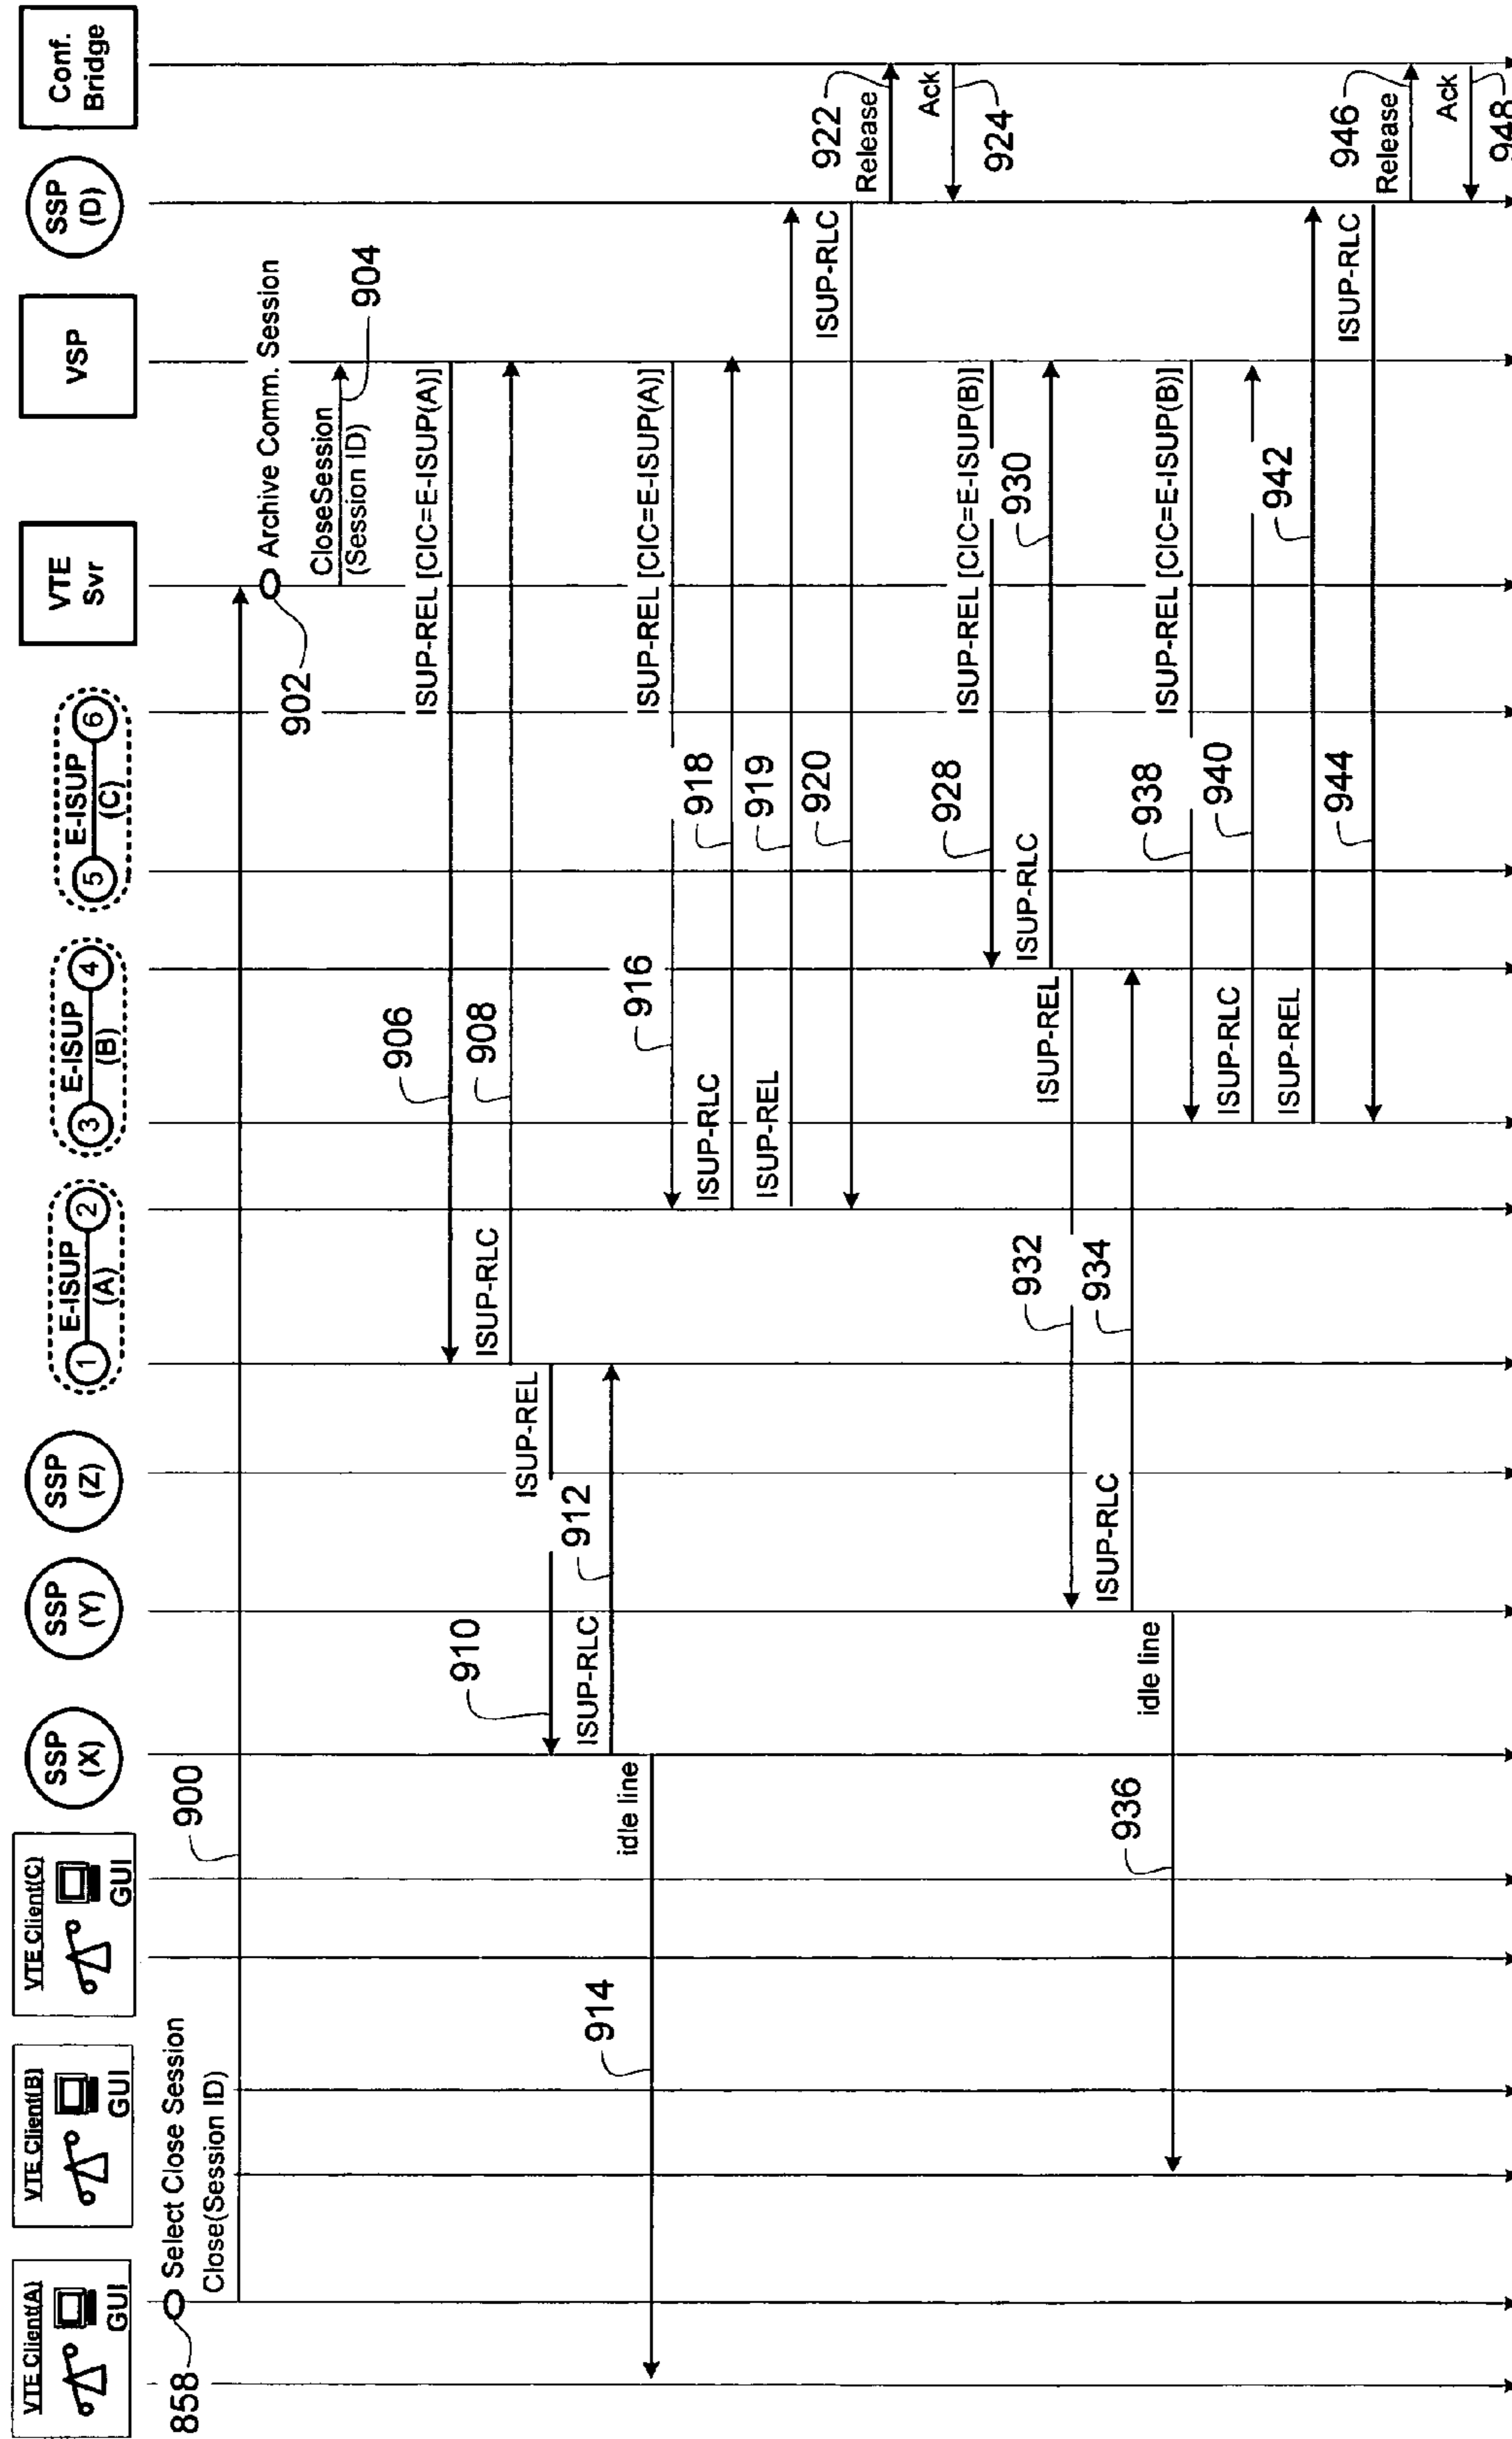 VTE Client(A)
GUI
VTE Client(B)
GUI
VTE Client(C)
GUI
SSP
(X)
SSP
(Y)
SSP
(Z)
1
E-ISUP
(A)
2
3
E-ISUP
(B)
4
5
E-ISUP
(C)
6
VTE
Svr
VSP
SSP
(D)
Conf.
Bridge
858
Select Close Session
Close(Session ID)
900
902
Archive Comm. Session
CloseSession
(Session ID)
904
ISUP-REL [CIC=E-ISUP(A)]
906
ISUP-RLC
908
ISUP-REL
910
ISUP-RLC
912
idle line
914
ISUP-REL [CIC=E-ISUP(A)]
916
ISUP-RLC
918
ISUP-REL
919
ISUP-RLC
920
Release
922
Ack
924
ISUP-REL [CIC=E-ISUP(B)]
928
ISUP-RLC
930
ISUP-REL
932
ISUP-RLC
934
idle line
936
ISUP-REL [CIC=E-ISUP(B)]
938
ISUP-RLC
940
ISUP-REL
942
ISUP-RLC
944
Release
946
Ack
948